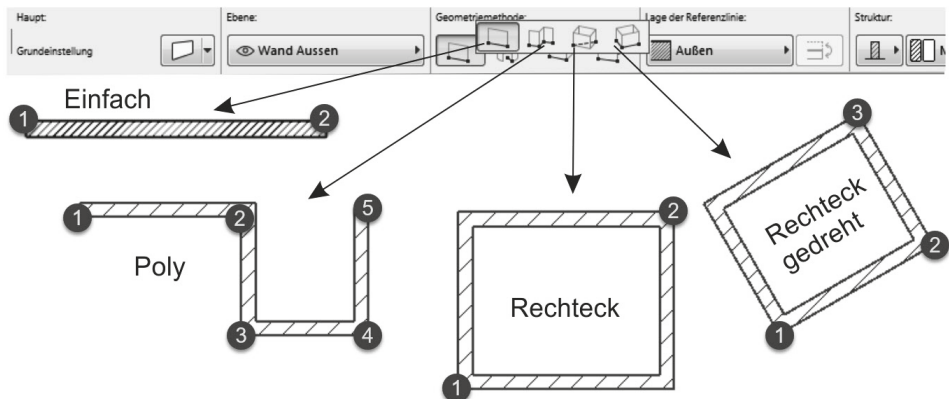 Haupt: Ebene: Geometriemethode: Lage der Referenzlinie: Struktur:
Grundeinstellung Wand Aussen Außen
Einfach
1 2
3
1 2 5
2
2
Rechteck
gedreht
Poly
Rechteck
3 4
1
1